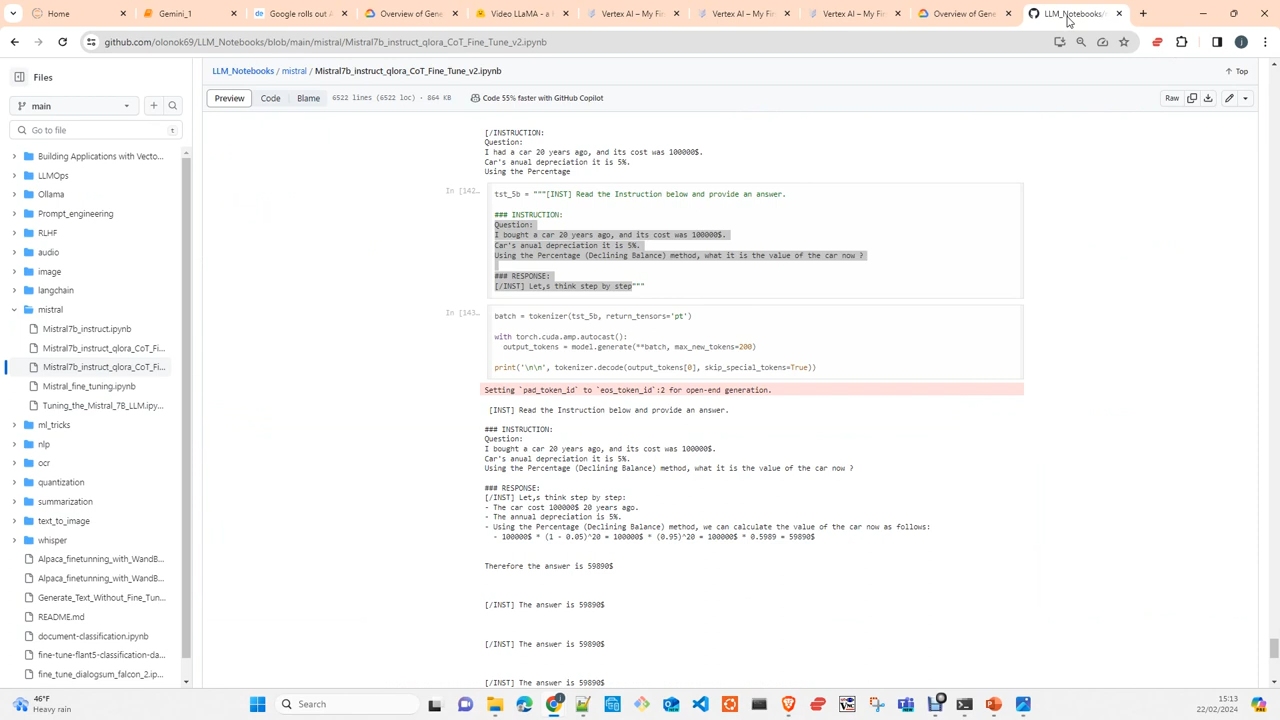 Home
Gemini_1
Google rolls out A
Overview of Gene
Video LLaMA - a
Vertex AI – My Fir
Vertex AI – My Fir
Vertex AI – My Fir
Overview of Gene
LLM_Notebooks/
github.com/olonok69/LLM_Notebooks/blob/main/mistral/Mistral7b_instruct_qlora_CoT_Fine_Tune_v2.ipynb
Files
LLM_Notebooks / mistral / Mistral7b_instruct_qlora_CoT_Fine_Tune_v2.ipynb
Top
main
Preview
Code
Blame
6522 lines (6522 loc) · 864 KB
Code 55% faster with GitHub Copilot
Raw
Go to file
t
Building Applications with Vecto...
LLMOps
Ollama
Prompt_engineering
RLHF
audio
image
langchain
mistral
Mistral7b_instruct.ipynb
Mistral7b_instruct_qlora_CoT_Fi...
Mistral7b_instruct_qlora_CoT_Fi...
Mistral_fine_tuning.ipynb
Tuning_the_Mistral_7B_LLM.ipy...
ml_tricks
nlp
ocr
quantization
summarization
text_to_image
whisper
Alpaca_finetunning_with_WandB...
Alpaca_finetunning_with_WandB...
Generate_Text_Without_Fine_Tun...
README.md
document-classification.ipynb
fine-tune-flant5-classification-da...
fine_tune_dialogsum_falcon_2.ip...
[/INSTRUCTION:
Question:
I had a car 20 years ago, and its cost was 100000$.
Car's anual depreciation it is 5%.
Using the Percentage
In [142...
tst_5b = """[INST] Read the Instruction below and provide an answer.
### INSTRUCTION:
Question:
I bought a car 20 years ago, and its cost was 100000$.
Car's anual depreciation it is 5%.
Using the Percentage (Declining Balance) method, what it is the value of the car now ?
### RESPONSE:
[/INST] Let,s think step by step"""
In [143...
batch = tokenizer(tst_5b, return_tensors='pt')
with torch.cuda.amp.autocast():
output_tokens = model.generate(**batch, max_new_tokens=200)
print('\n\n', tokenizer.decode(output_tokens[0], skip_special_tokens=True))
Setting `pad_token_id` to `eos_token_id`:2 for open-end generation.
[INST] Read the Instruction below and provide an answer.
### INSTRUCTION:
Question:
I bought a car 20 years ago, and its cost was 100000$.
Car's anual depreciation it is 5%.
Using the Percentage (Declining Balance) method, what it is the value of the car now ?
### RESPONSE:
[/INST] Let,s think step by step:
- The car cost 100000$ 20 years ago.
- The annual depreciation is 5%.
- Using the Percentage (Declining Balance) method, we can calculate the value of the car now as follows:
- 100000$ * (1 - 0.05)^20 = 100000$ * (0.95)^20 = 100000$ * 0.5989 = 59890$
Therefore the answer is 59890$
[/INST] The answer is 59890$
[/INST] The answer is 59890$
[/INST] The answer is 59890$
46°F
Heavy rain
Search
15:13
22/02/2024